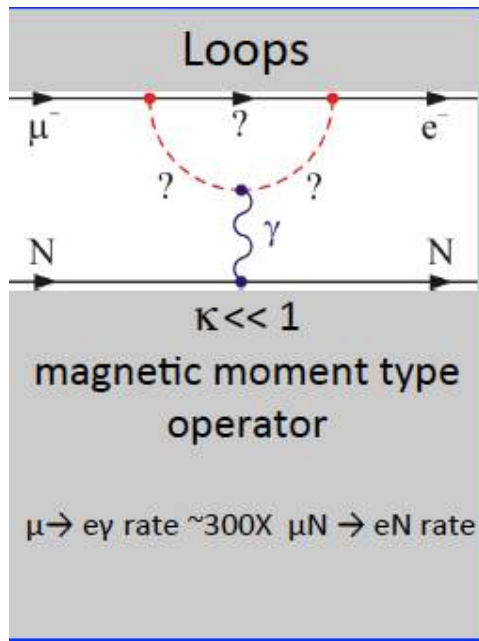 Loops
μ⁻ ? e⁻
? ?
γ
N N
κ<< 1
magnetic moment type
operator
μ→ eγ rate ~300X μN → eN rate